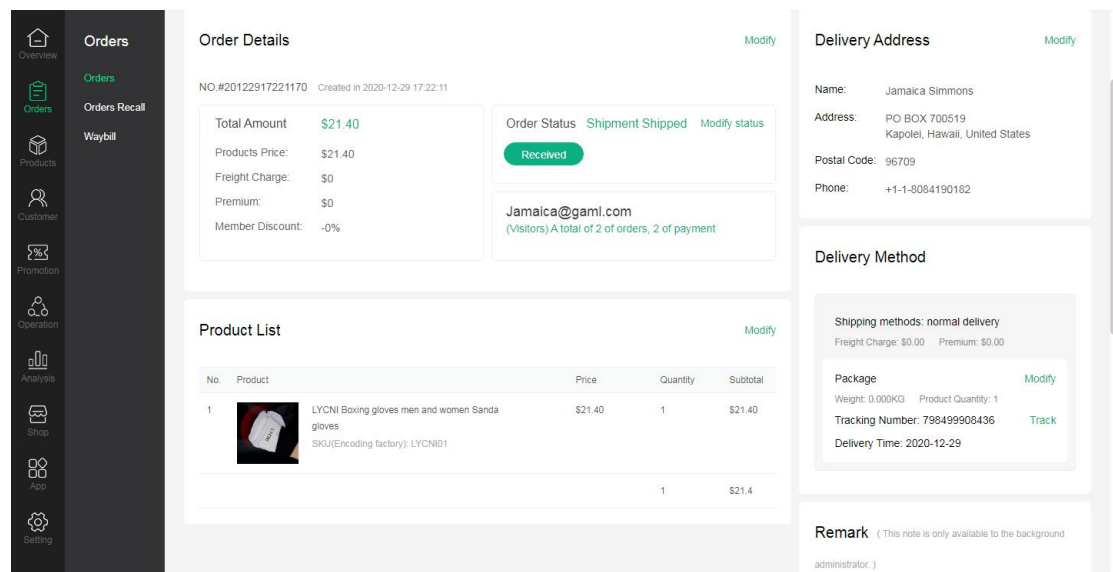 Overview
Orders
Products
Customer
Promotion
Operation
Analysis
Shop
App
Setting
Orders
Orders
Orders Recall
Waybill
Order Details
Modify
NO.#20122917221170 Created in 2020-12-29 17:22:11
Total Amount $21.40
Products Price: $21.40
Freight Charge: $0
Premium: $0
Member Discount: -0%
Order Status Shipment Shipped Modify status
Received
Jamaica@gaml.com
(Visitors) A total of 2 of orders, 2 of payment
Product List
Modify
No. Product Price Quantity Subtotal
1 LYCNI Boxing gloves men and women Sanda $21.40 1 $21.40
gloves
SKU(Encoding factory): LYCNI01
LYCNI
1 $21.4
Delivery Address
Modify
Name: Jamaica Simmons
Address: PO BOX 700519
Kapolei, Hawaii, United States
Postal Code: 96709
Phone: +1-1-8084190182
Delivery Method
Shipping methods: normal delivery
Freight Charge: $0.00 Premium: $0.00
Package Modify
Weight: 0.000KG Product Quantity: 1
Tracking Number: 798499908436 Track
Delivery Time: 2020-12-29
Remark ( This note is only available to the background
administrator. )